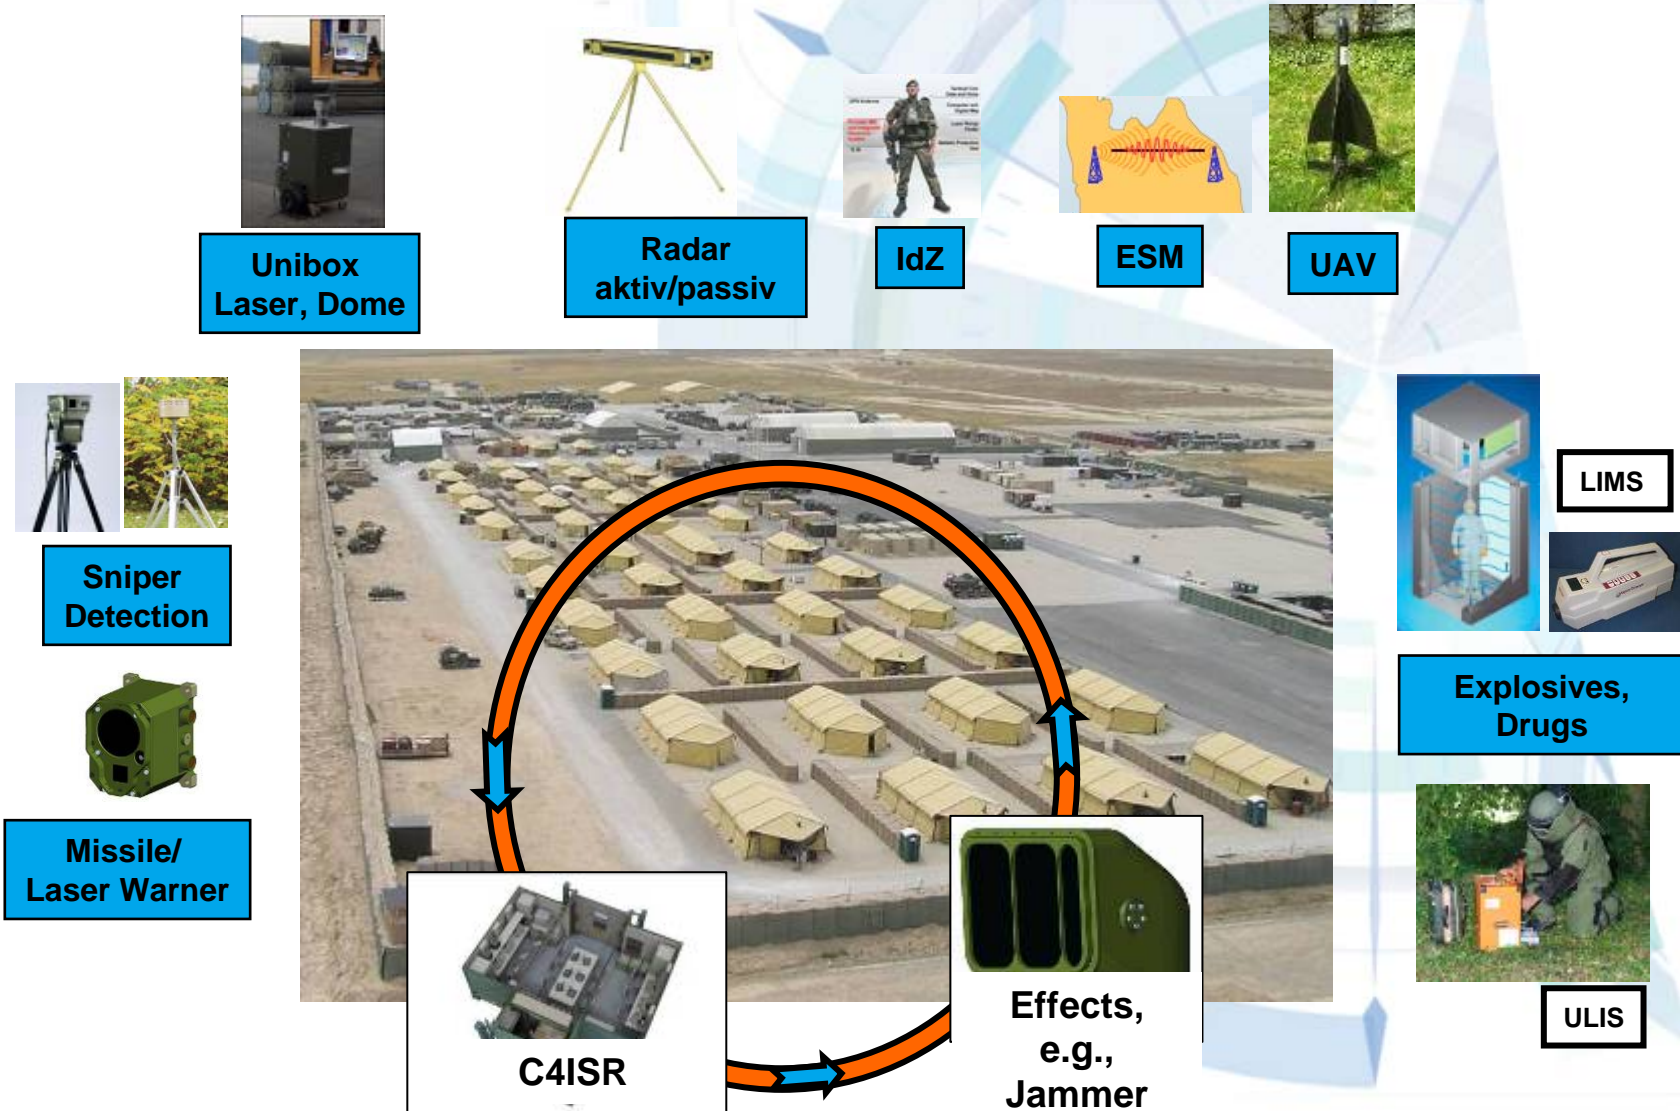 Unibox
Laser, Dome
Radar
aktiv/passiv
IdZ
ESM
UAV
Sniper
Detection
LIMS
Explosives,
Drugs
Missile/
Laser Warner
C4ISR
Effects,
e.g.,
Jammer
ULIS